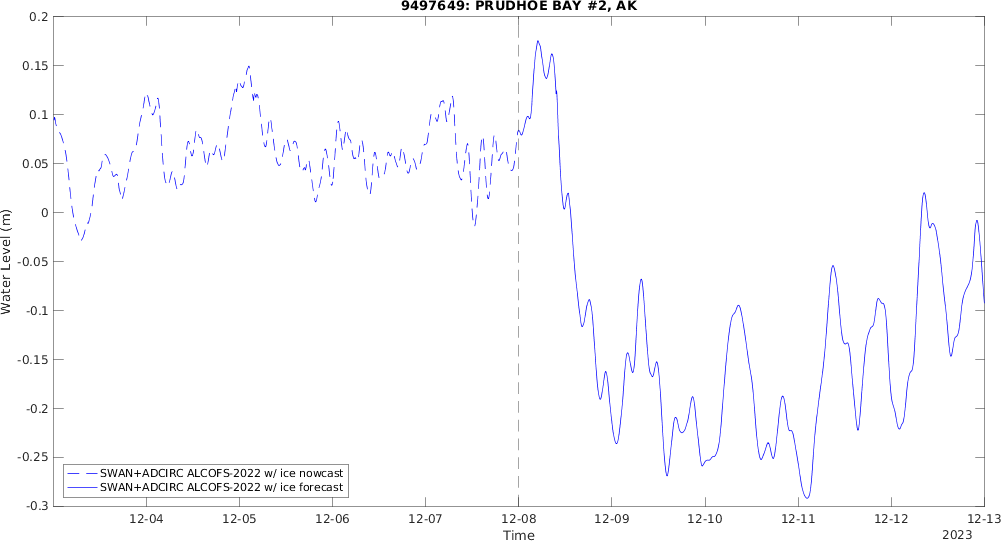 9497649: PRUDHOE BAY #2, AK
0.2
0.15
0.1
0.05
0
-0.05
-0.1
-0.15
-0.2
-0.25
-0.3
Water Level (m)
SWAN+ADCIRC ALCOFS-2022 w/ ice nowcast
SWAN+ADCIRC ALCOFS-2022 w/ ice forecast
12-04 12-05 12-06 12-07 12-08 12-09 12-10 12-11 12-12 12-13
Time
2023